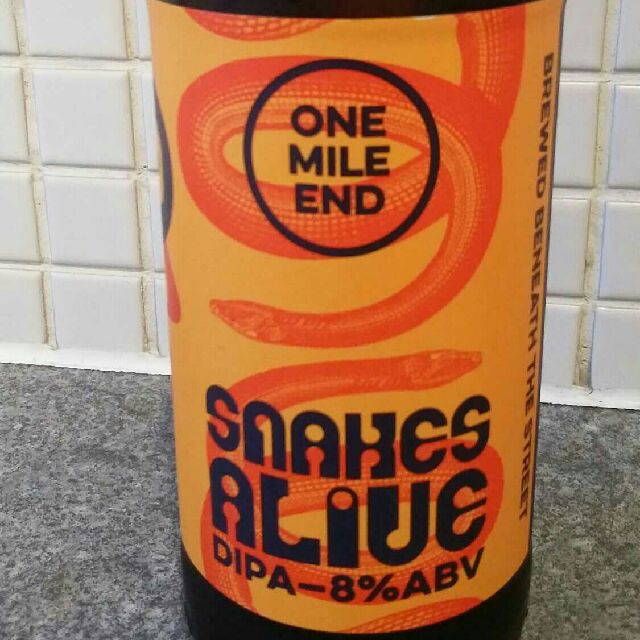 ONE
MILE
END
SNAKES
ALIVE
DIPA–8% ABV
BREWED BENEATH THE STREET